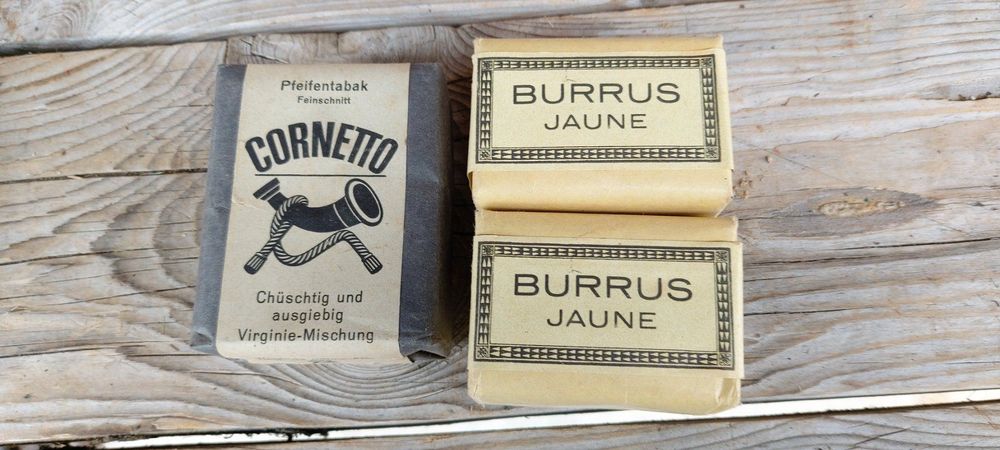 Pfeifentabak
Feinschnitt
CORNETTO
Chüschtig und
ausgiebig
Virginie-Mischung
BURRUS
JAUNE
BURRUS
JAUNE